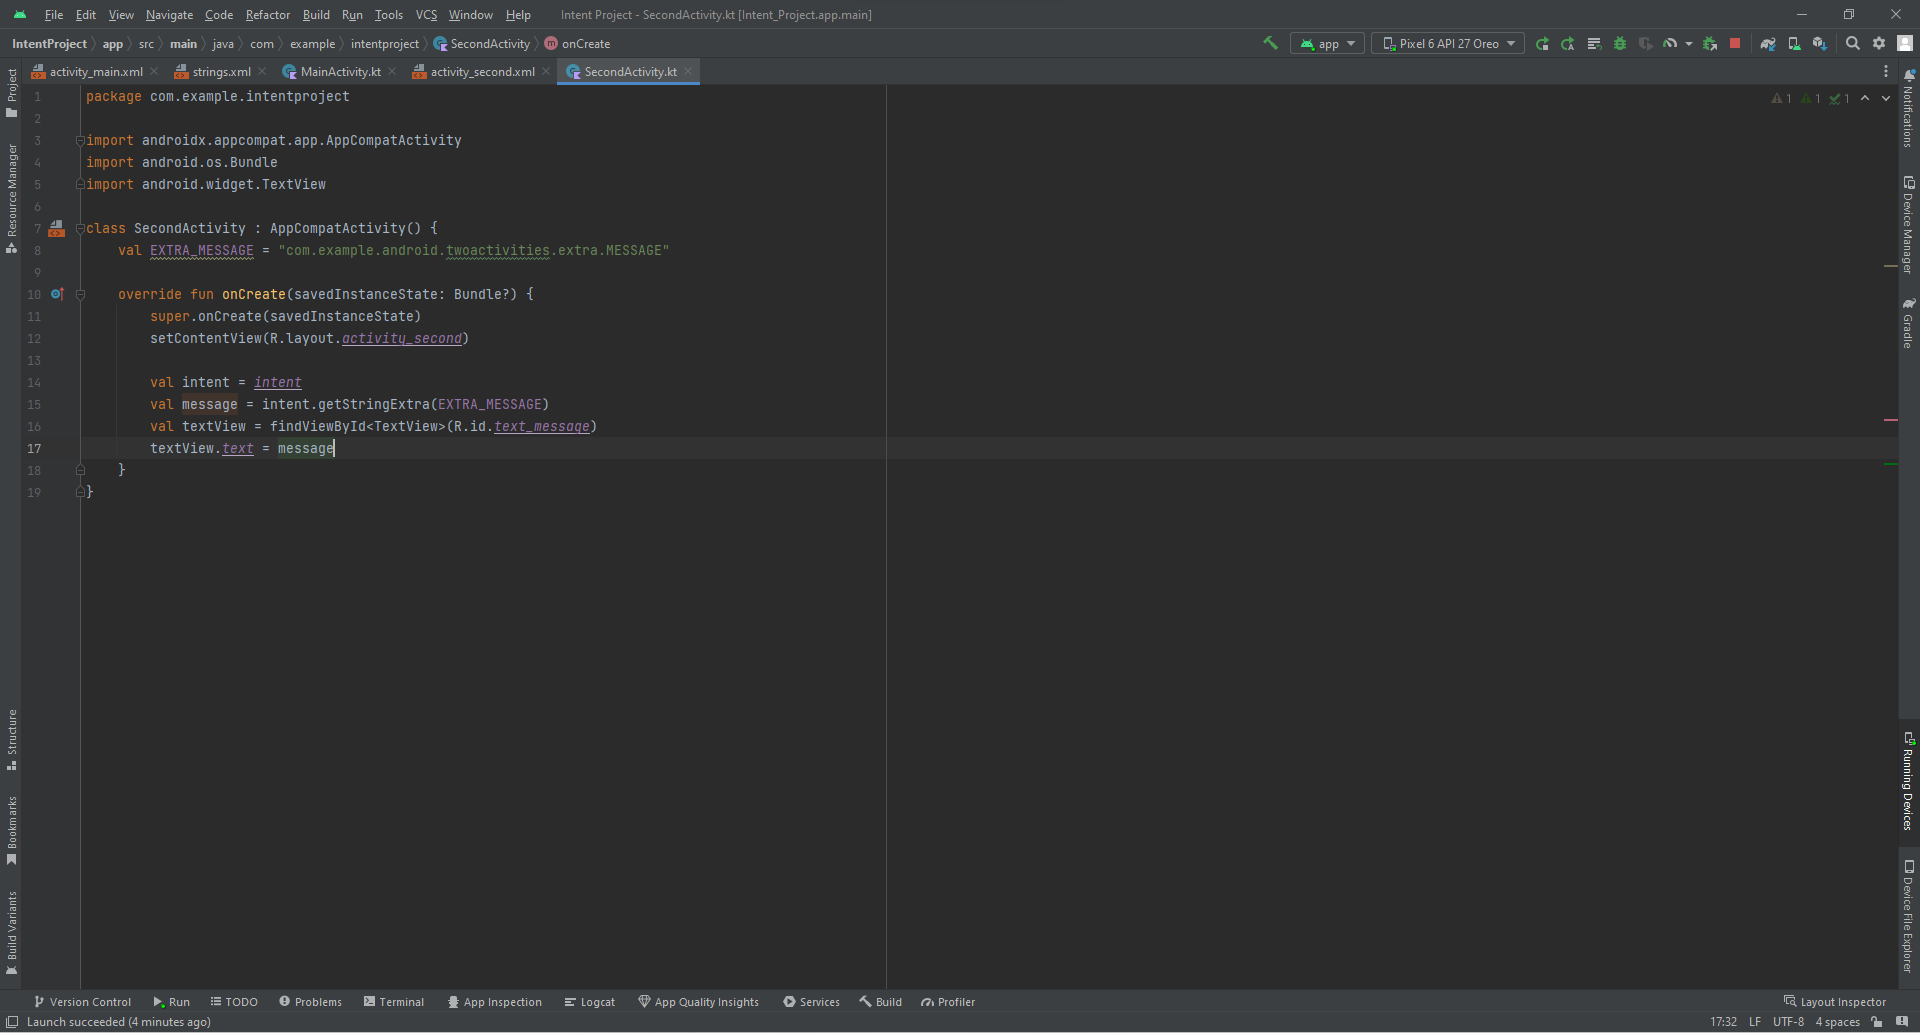 File Edit View Navigate Code Refactor Build Run Tools VCS Window Help Intent Project - SecondActivity.kt [Intent_Project.app.main]
IntentProject app src main java com example intentproject SecondActivity onCreate app Pixel 6 API 27 Oreo
activity_main.xml strings.xml MainActivity.kt activity_second.xml SecondActivity.kt
1 package com.example.intentproject
1 1 1
2
3 import androidx.appcompat.app.AppCompatActivity
4 import android.os.Bundle
5 import android.widget.TextView
6
7 class SecondActivity : AppCompatActivity() {
8 val EXTRA_MESSAGE = "com.example.android.twoactivities.extra.MESSAGE"
9
10 override fun onCreate(savedInstanceState: Bundle?) {
11 super.onCreate(savedInstanceState)
12 setContentView(R.layout.activity_second)
13
14 val intent = intent
15 val message = intent.getStringExtra(EXTRA_MESSAGE)
16 val textView = findViewById<TextView>(R.id.text_message)
17 textView.text = message
18 }
19 }
Project
Resource Manager
Structure
Bookmarks
Build Variants
Notifications
Device Manager
Gradle
Running Devices
Device File Explorer
Version Control Run TODO Problems Terminal App Inspection Logcat App Quality Insights Services Build Profiler Layout Inspector
Launch succeeded (4 minutes ago) 17:32 LF UTF-8 4 spaces